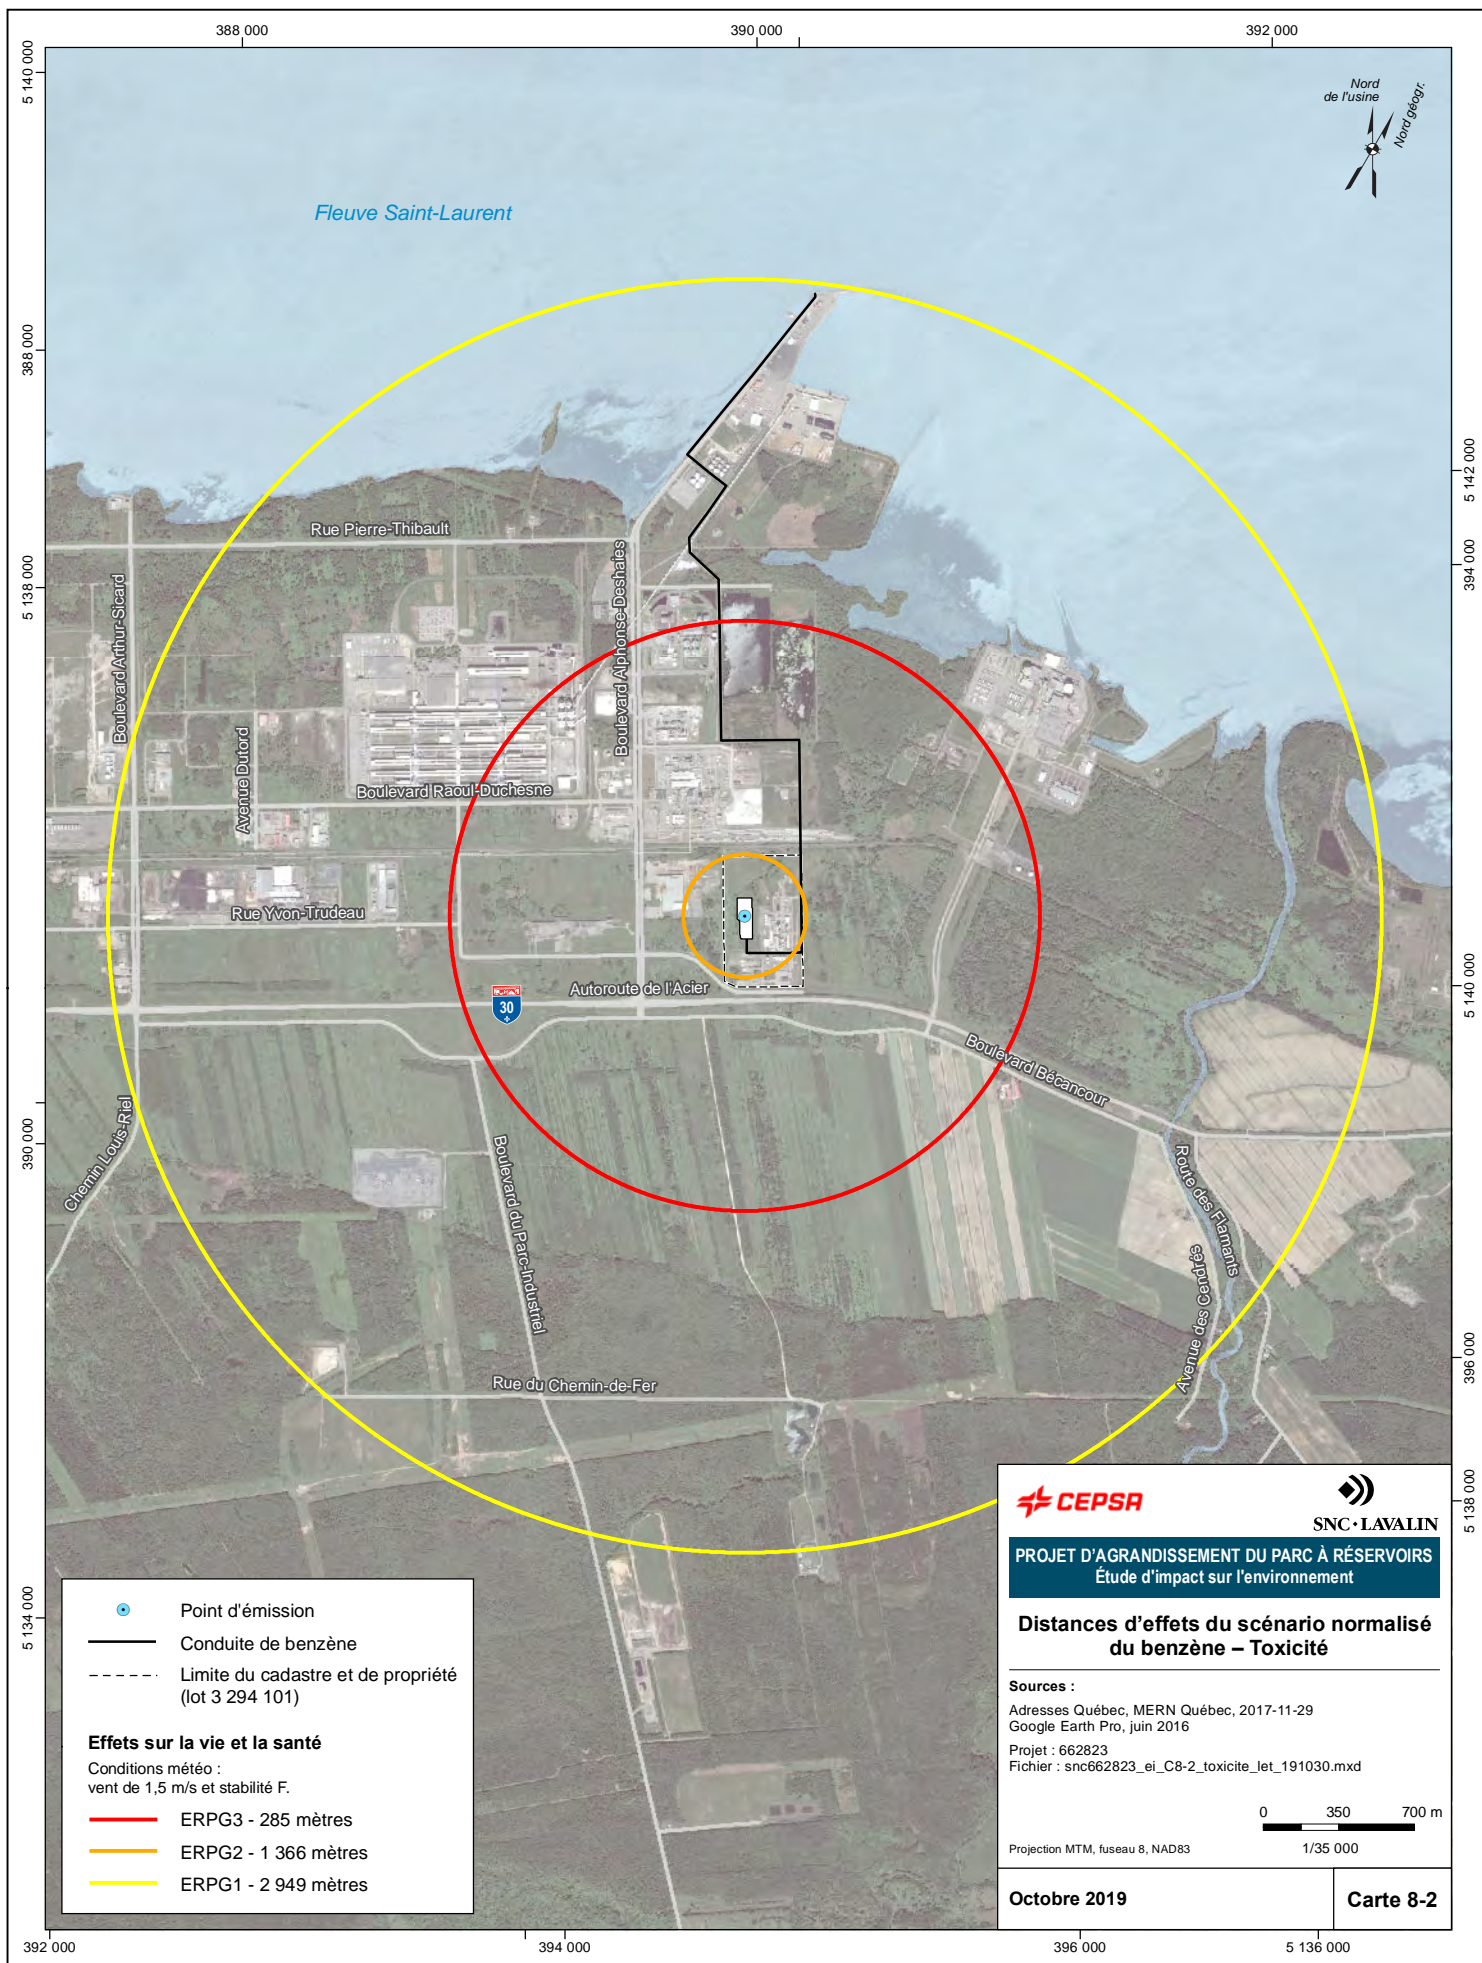 388 000
390 000
392 000
5 140 000
388 000
5 138 000
390 000
5 134 000
5 142 000
394 000
5 140 000
396 000
5 138 000
392 000
394 000
396 000
5 136 000
Nord
de l'usine
Nord géogr.
Fleuve Saint-Laurent
Rue Pierre-Thibault
Boulevard Arthur-Sicard
Boulevard Alphonse-Deshaies
Avenue Dutord
Boulevard Raoul-Duchesne
Rue Yvon-Trudeau
Autoroute de l'Acier
30
Boulevard Bécancour
Chemin Louis-Riel
Boulevard du Parc-Industriel
Route des Flamants
Avenue des Cendrés
Rue du Chemin-de-Fer
Point d'émission
Conduite de benzène
Limite du cadastre et de propriété
(lot 3 294 101)
Effets sur la vie et la santé
Conditions météo :
vent de 1,5 m/s et stabilité F.
ERPG3 - 285 mètres
ERPG2 - 1 366 mètres
ERPG1 - 2 949 mètres
CEPSA
SNC·LAVALIN
PROJET D'AGRANDISSEMENT DU PARC À RÉSERVOIRS
Étude d'impact sur l'environnement
Distances d'effets du scénario normalisé
du benzène – Toxicité
Sources :
Adresses Québec, MERN Québec, 2017-11-29
Google Earth Pro, juin 2016
Projet : 662823
Fichier : snc662823_ei_C8-2_toxicite_let_191030.mxd
0 350 700 m
Projection MTM, fuseau 8, NAD83
1/35 000
Octobre 2019
Carte 8-2